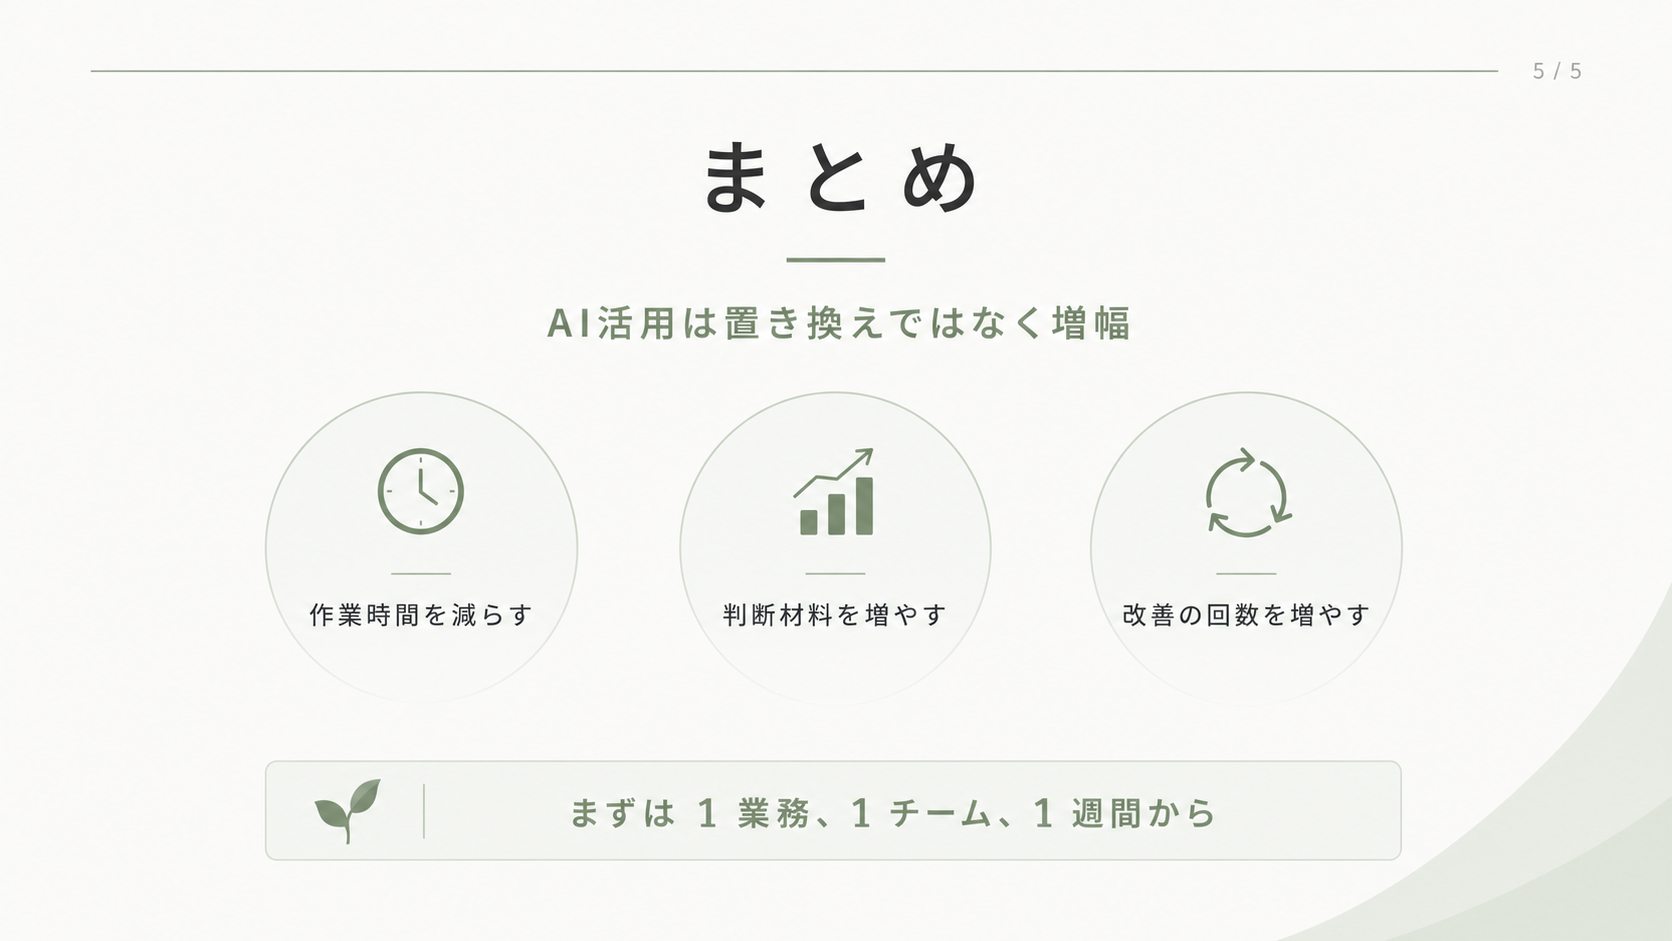 5 / 5
まとめ
AI活用は置き換えではなく増幅
作業時間を減らす
判断材料を増やす
改善の回数を増やす
まずは 1 業務、1 チーム、1 週間から